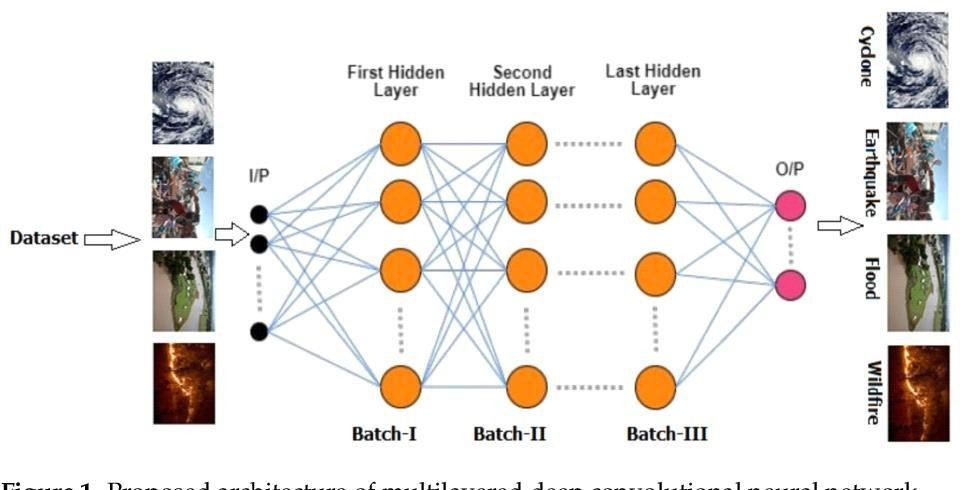 First Hidden
Layer
Second
Hidden Layer
Last Hidden
Layer
I/P
O/P
Dataset
Cyclone
Earthquake
Flood
Wildfire
Batch-I
Batch-II
Batch-III
Figure 1. Proposed architecture of multilayered deep convolutional neural network